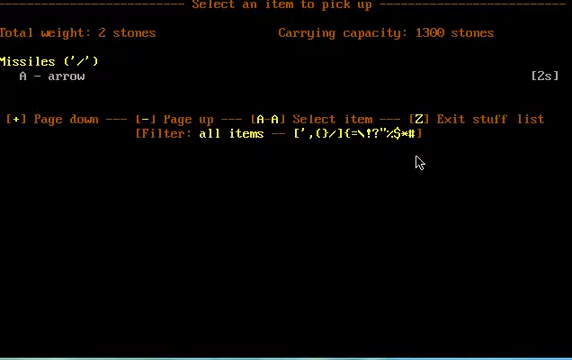 Select an item to pick up
Total weight: 2 stones Carrying capacity: 1300 stones
Missiles ('/')
A - arrow [2s]
[+] Page down --- [-] Page up --- [A-A] Select item --- [Z] Exit stuff list
[Filter: all items -- [',(}/]{=\!?"%$*#]